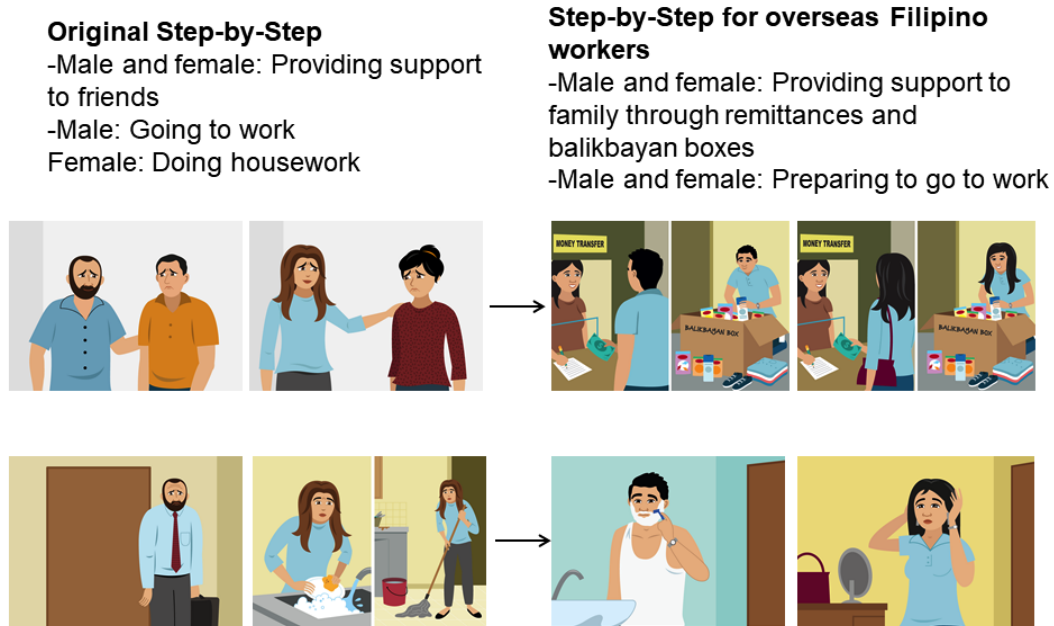 Original Step-by-Step
-Male and female: Providing support
to friends
-Male: Going to work
Female: Doing housework
Step-by-Step for overseas Filipino
workers
-Male and female: Providing support to
family through remittances and
balikbayan boxes
-Male and female: Preparing to go to work
MONEY TRANSFER
BALIKBAYAN BOX
MONEY TRANSFER
BALIKBAYAN BOX